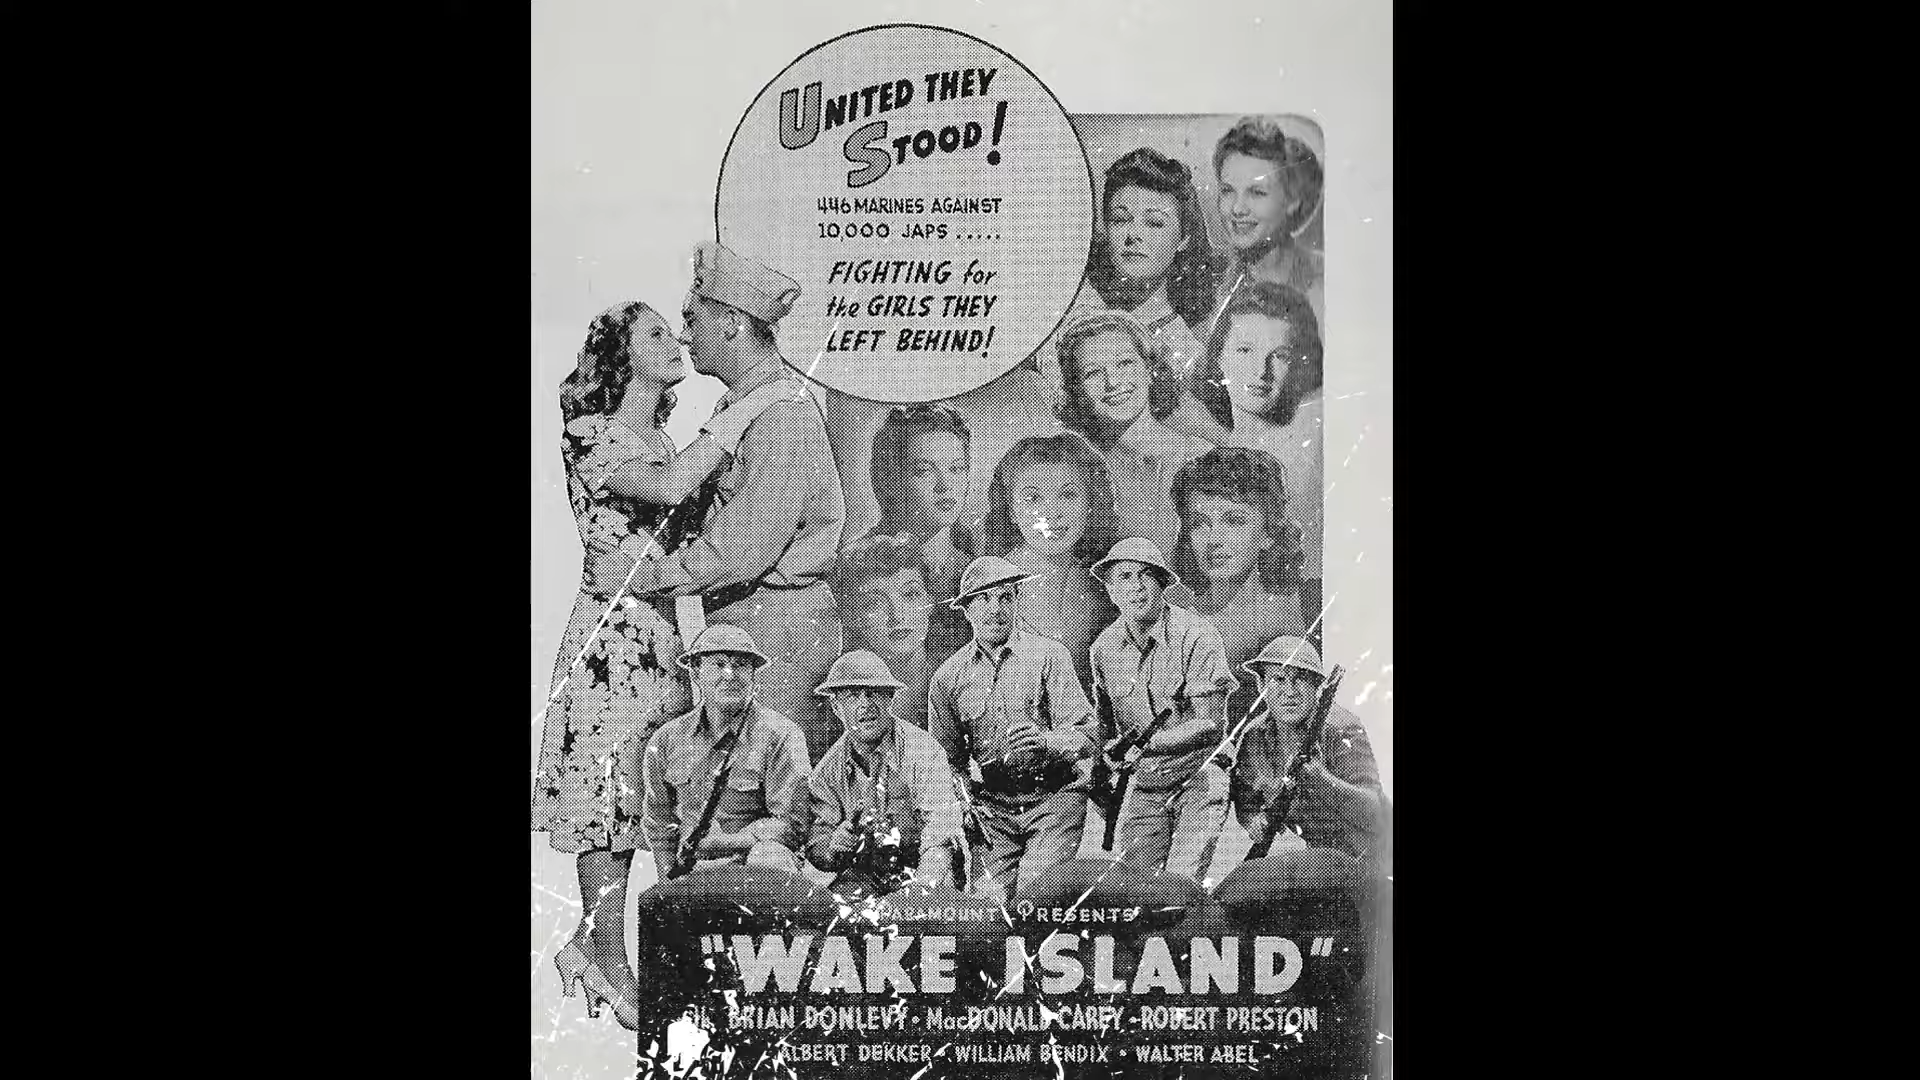 UNITED THEY
STOOD!
446 MARINES AGAINST
10,000 JAPS.....
FIGHTING for
the GIRLS THEY
LEFT BEHIND!
PARAMOUNT PRESENTS
"WAKE ISLAND"
BRIAN DONLEVY • MacDONALD CAREY • ROBERT PRESTON
ALBERT DEKKER • WILLIAM BENDIX • WALTER ABEL